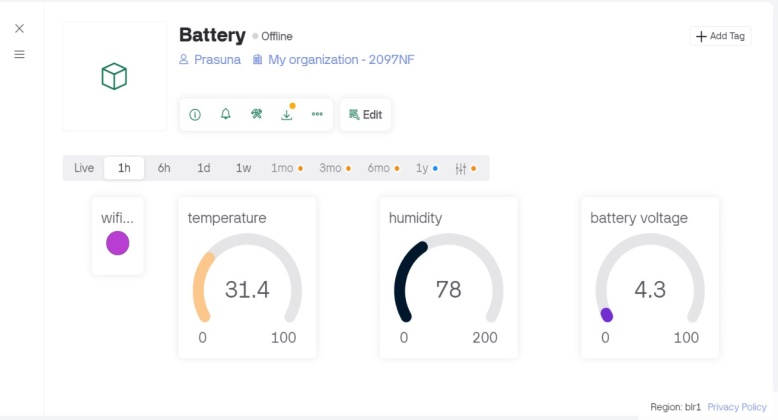 Battery Offline
+ Add Tag
Prasuna My organization - 2097NF
Edit
Live 1h 6h 1d 1w 1mo 3mo 6mo 1y
wifi... temperature humidity battery voltage
31.4 78 4.3
0 100 0 200 0 100
Region: blr1 Privacy Policy